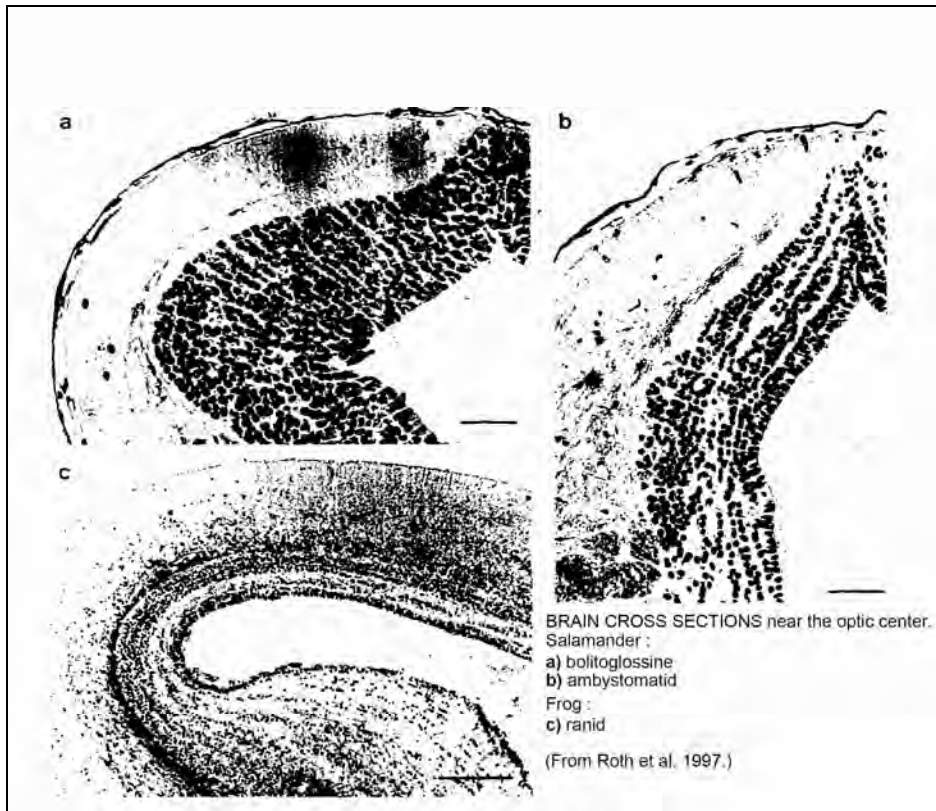 a
b
c
BRAIN CROSS SECTIONS near the optic center.
Salamander :
a) bolitoglossine
b) ambystomatid
Frog :
c) ranid
(From Roth et al. 1997.)